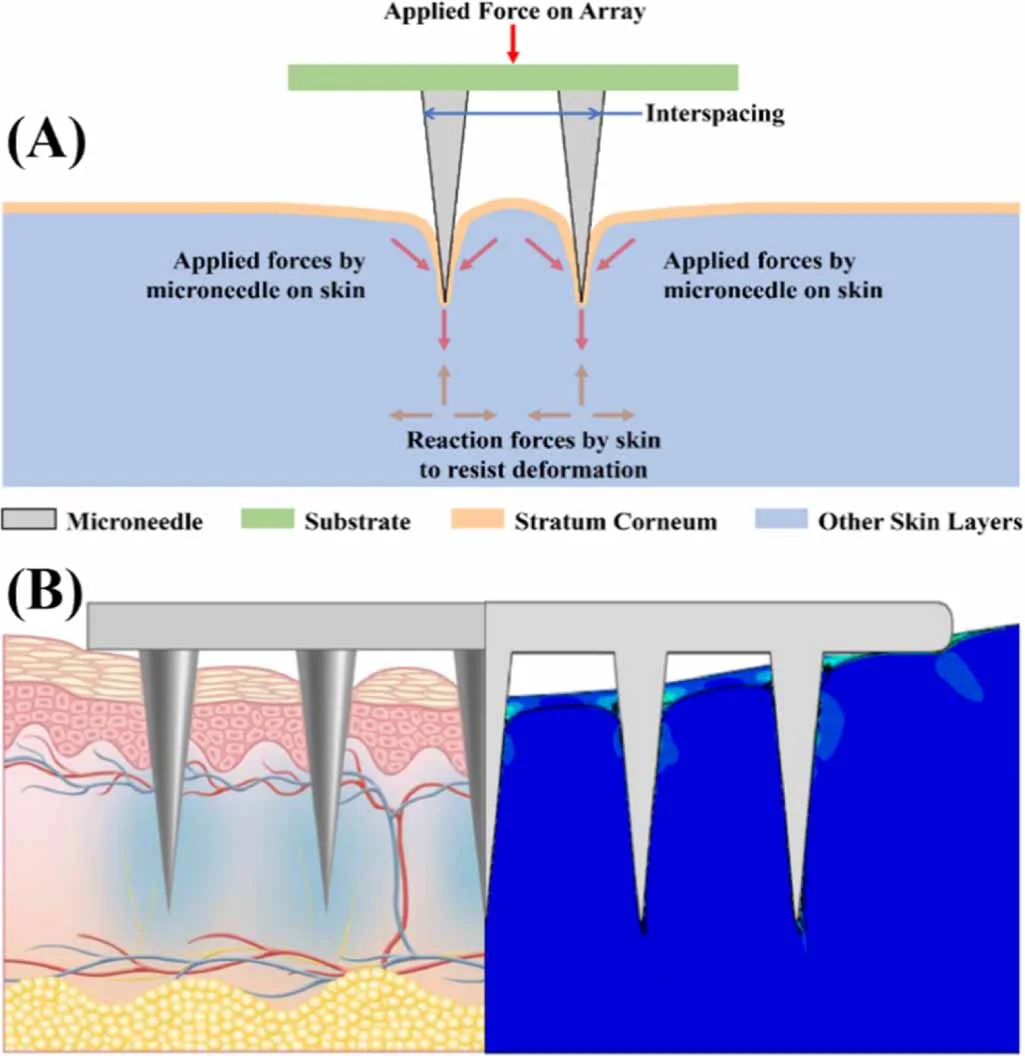 Applied Force on Array
(A)
Interspacing
Applied forces by
microneedle on skin
Applied forces by
microneedle on skin
Reaction forces by skin
to resist deformation
Microneedle
Substrate
Stratum Corneum
Other Skin Layers
(B)